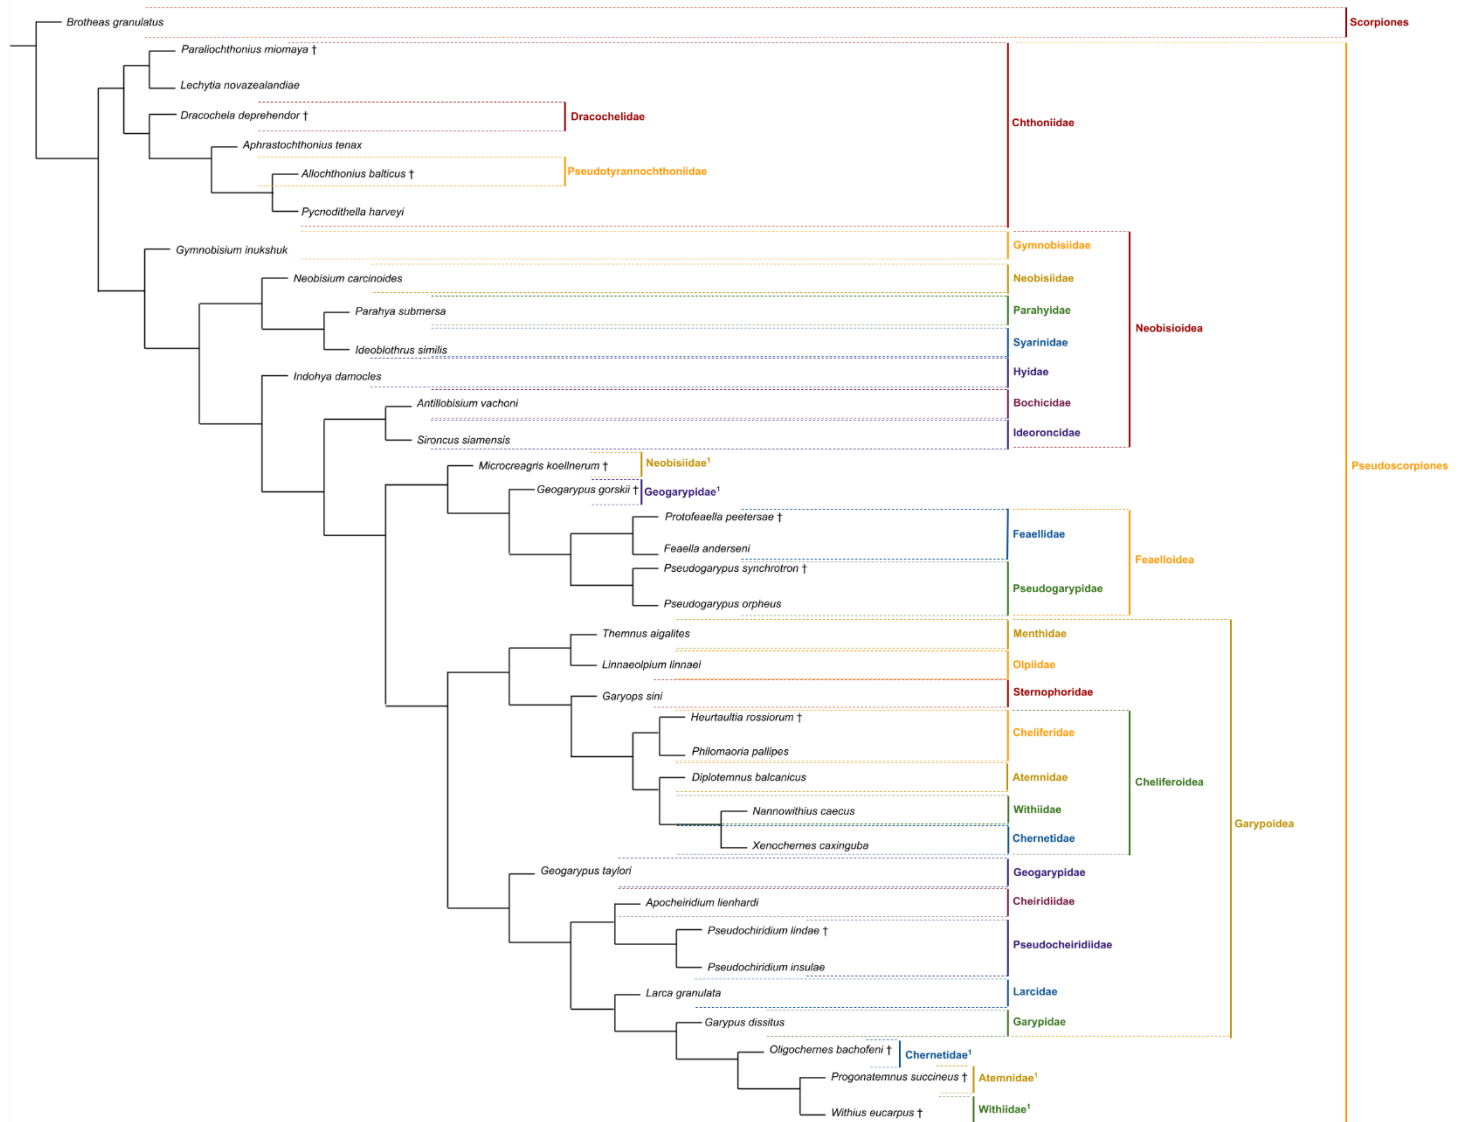 Brotheas granulatus
Scorpiones
Paraliochthonius miomaya †
Lechytia novazealandiae
Dracochela deprehendor †
Dracochelidae
Chthoniidae
Aphrastochthonius tenax
Allochthonius balticus †
Pseudotyrannochthoniidae
Pycnodithella harveyi
Gymnobisium inukshuk
Gymnobisiidae
Neobisium carcinoides
Neobisiidae
Parahya submersa
Parahyidae
Neobisioidea
Ideoblothrus similis
Syarinidae
Indohya damocles
Hyidae
Antillobisium vachoni
Bochicidae
Sironcus siamensis
Ideoroncidae
Microcreagris koellnerum †
Neobisiidae¹
Pseudoscorpiones
Geogarypus gorskii †
Geogarypidae¹
Protofeaella peetersae †
Feaellidae
Feaella anderseni
Feaelloidea
Pseudogarypus synchrotron †
Pseudogarypidae
Pseudogarypus orpheus
Themnus aigalites
Menthidae
Linnaeolpium linnaei
Olpiidae
Garyops sini
Sternophoridae
Heurtaultia rossiorum †
Cheliferidae
Philomaoria pallipes
Diplotemnus balcanicus
Atemnidae
Cheliferoidea
Nannowithius caecus
Withiidae
Garypoidea
Xenochernes caxinguba
Chernetidae
Geogarypus taylori
Geogarypidae
Apocheiridium lienhardi
Cheiridiidae
Pseudochiridium lindae †
Pseudocheiridiidae
Pseudochiridium insulae
Larca granulata
Larcidae
Garypus dissitus
Garypidae
Oligochernes bachofeni †
Chernetidae¹
Progonatemnus succineus †
Atemnidae¹
Withius eucarpus †
Withiidae¹